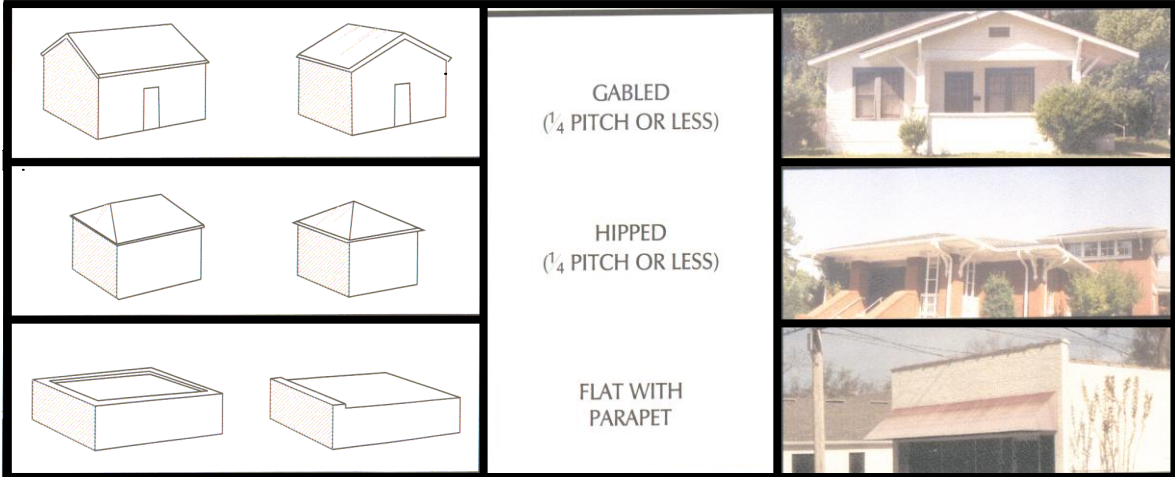 GABLED
(1/4 PITCH OR LESS)
HIPPED
(1/4 PITCH OR LESS)
FLAT WITH
PARAPET